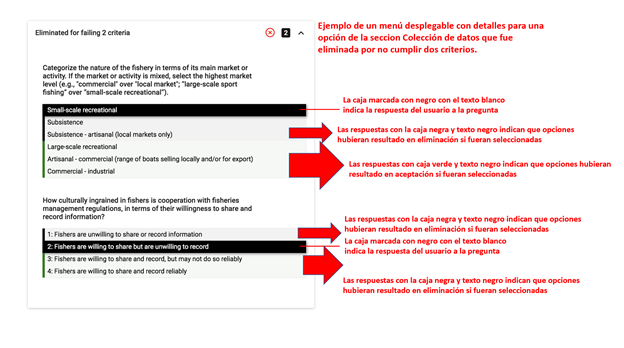 Eliminated for failing 2 criteria
2
Ejemplo de un menú desplegable con detalles para una
opción de la seccion Colección de datos que fue
eliminada por no cumplir dos criterios.
Categorize the nature of the fishery in terms of its main market or
activity. If the market or activity is mixed, select the highest market
level (e.g., "commercial" over "local market"; "large-scale sport
fishing" over "small-scale recreational").
Small-scale recreational
La caja marcada con negro con el texto blanco
indica la respuesta del usuario a la pregunta
Subsistence
Subsistence - artisanal (local markets only)
Las respuestas con la caja negra y texto negro indican que opciones
hubieran resultado en eliminación si fueran seleccionadas
Large-scale recreational
Artisanal - commercial (range of boats selling locally and/or for export)
Commercial - industrial
Las respuestas con caja verde y texto negro indican que opciones hubieran
resultado en aceptación si fueran seleccionadas
How culturally ingrained in fishers is cooperation with fisheries
management regulations, in terms of their willingness to share and
record information?
Las respuestas con la caja negra y texto negro indican que opciones
hubieran resultado en eliminación si fueran seleccionadas
1: Fishers are unwilling to share or record information
2: Fishers are willing to share but are unwilling to record
La caja marcada con negro con el texto blanco
indica la respuesta del usuario a la pregunta
3: Fishers are willing to share and record, but may not do so reliably
4: Fishers are willing to share and record reliably
Las respuestas con la caja negra y texto negro indican que opciones
hubieran resultado en eliminación si fueran seleccionadas